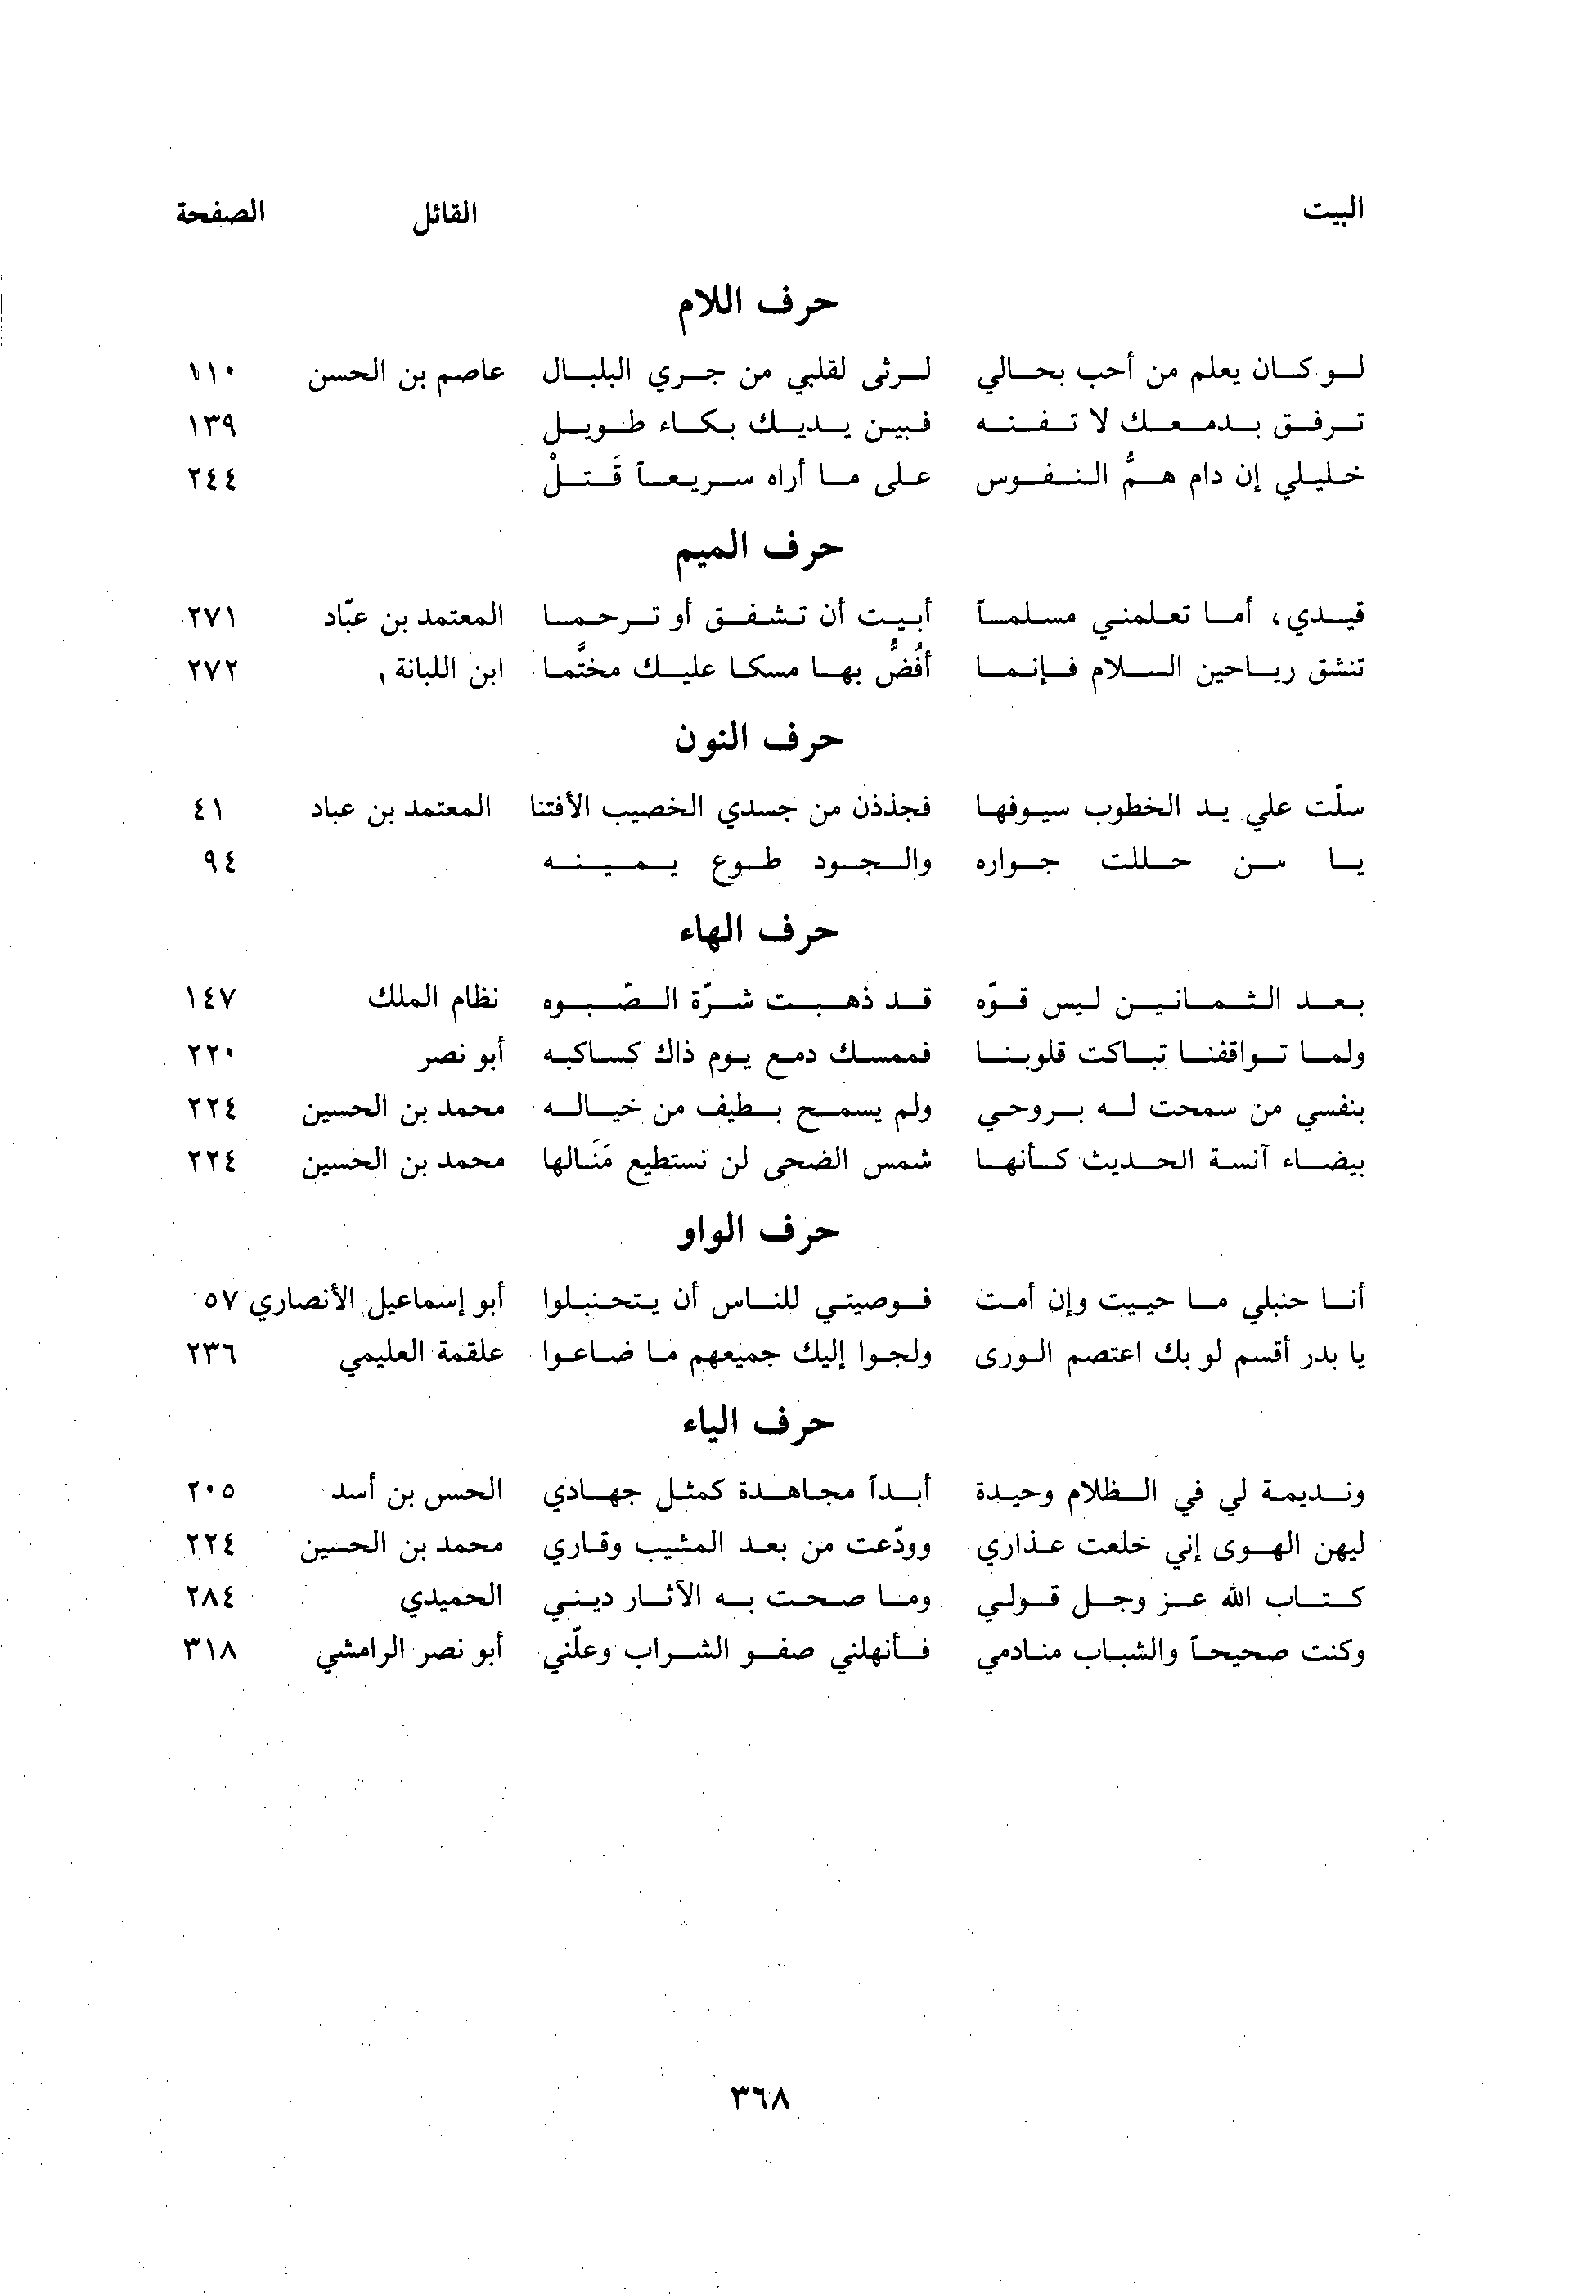 البيت القائل الصفحة
حرف اللام
لو كان يعلم من أحب بحالي لرثى لقلبي من جري البلبال عاصم بن الحسن ١١٠
ترفق بدمعك لا تفنه فبين يديك بكاء طويل ١٣٩
خليلي إن دام همُّ النفوس على ما أراه سريعاً قَتلْ ٢٤٤
حرف الميم
قيدي، أما تعلمني مسلماً أبيت أن تشفق أو ترحما المعتمد بن عبّاد ٢٧١
تنشق رياحين السلام فإنما أفُضُّ بها مسكا عليك مختَّما ابن اللبانة ٢٧٢
حرف النون
سلّت علي يد الخطوب سيوفها فجذذن من جسدي الخصيب الأفتنا المعتمد بن عباد ٤١
يا من حللت جواره والجود طوع يمينه ٩٤
حرف الهاء
بعد الثمانين ليس قوّه قد ذهبت شرّة الصّبوه نظام الملك ١٤٧
ولما تواقفنا تباكت قلوبنا فممسك دمع يوم ذاك كساكبه أبو نصر ٢٢٠
بنفسي من سمحت له بروحي ولم يسمح بطيف من خياله محمد بن الحسين ٢٢٤
بيضاء آنسة الحديث كأنها شمس الضحى لن نستطيع مَنَالها محمد بن الحسين ٢٢٤
حرف الواو
أنا حنبلي ما حييت وإن أمت فوصيتي للناس أن يتحنبلوا أبو إسماعيل الأنصاري ٥٧
يا بدر أقسم لو بك اعتصم الورى ولجوا إليك جميعهم ما ضاعوا علقمة العليمي ٢٣٦
حرف الياء
ونديمة لي في الظلام وحيدة أبداً مجاهدة كمثل جهادي الحسن بن أسد ٢٠٥
ليهن الهوى إني خلعت عذاري وودّعت من بعد المشيب وقاري محمد بن الحسين ٢٢٤
كتاب الله عز وجل قولي وما صحت به الآثار ديني الحميدي ٢٨٤
وكنت صحيحاً والشباب منادمي فأنهلني صفو الشراب وعلّني أبو نصر الرامشي ٣١٨
٣٦٨